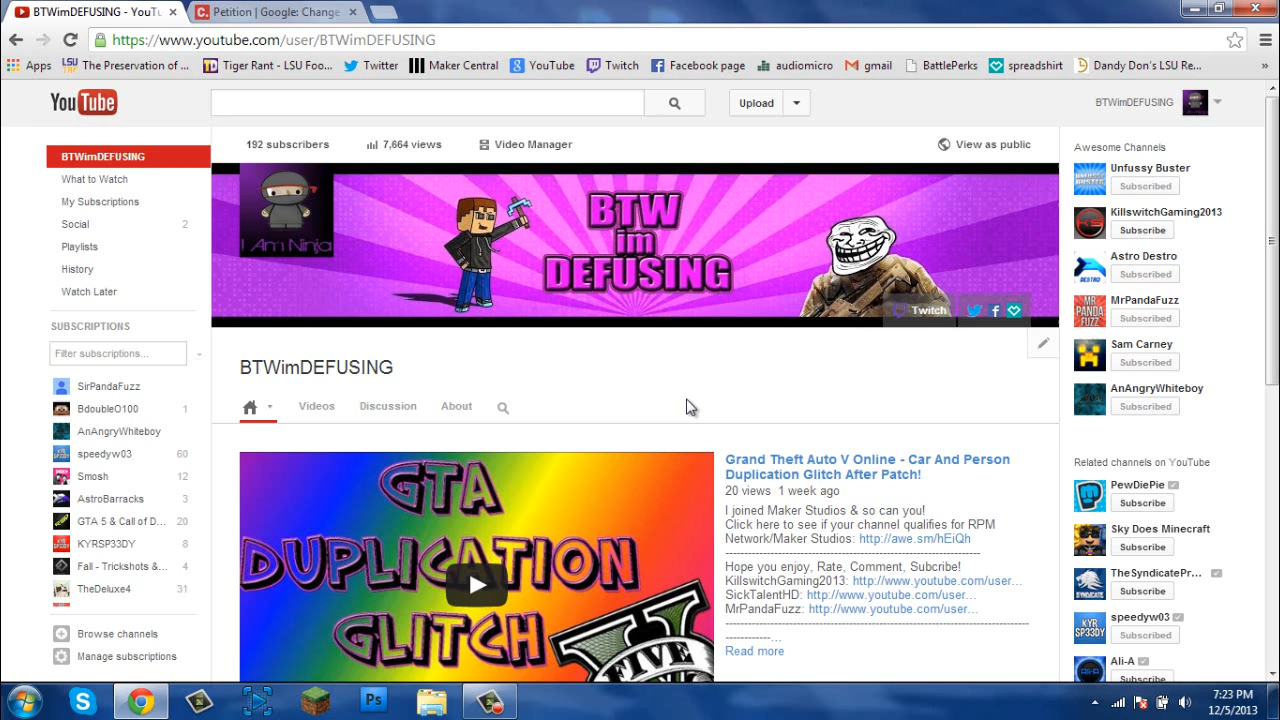 BTWimDEFUSING - YouTu
Petition | Google: Change
https://www.youtube.com/user/BTWimDEFUSING
Apps
The Preservation of ...
Tiger Rant - LSU Foo...
Twitter
Maker Central
YouTube
Twitch
Facebook page
audiomicro
gmail
BattlePerks
spreadshirt
Dandy Don's LSU Re...
»
YouTube
Upload
BTWimDEFUSING
BTWimDEFUSING
What to Watch
My Subscriptions
Social 2
Playlists
History
Watch Later
SUBSCRIPTIONS
Filter subscriptions...
SirPandaFuzz
BdoubleO100 1
AnAngryWhiteboy
speedyw03 60
Smosh 12
AstroBarracks 3
GTA 5 & Call of D... 20
KYRSP33DY 8
Fall - Trickshots &... 4
TheDeluxe4 31
Browse channels
Manage subscriptions
192 subscribers
7,664 views
Video Manager
View as public
I Am Ninja
BTW
im
DEFUSING
Twitch
BTWimDEFUSING
Videos
Discussion
About
GTA
DUPLICATION
GLITCH
V
FIVE
Grand Theft Auto V Online - Car And Person
Duplication Glitch After Patch!
20 views 1 week ago
I joined Maker Studios & so can you!
Click here to see if your channel qualifies for RPM
Network/Maker Studios: http://awe.sm/hEiQh
--------------------------------------------------------------
Hope you enjoy, Rate, Comment, Subcribe!
KillswitchGaming2013: http://www.youtube.com/user...
SickTalentHD: http://www.youtube.com/user...
MrPandaFuzz: http://www.youtube.com/user...
--------------------------------------------------------------------------
-----------...
Read more
Awesome Channels
Unfussy Buster
Subscribed
KillswitchGaming2013
Subscribe
Astro Destro
Subscribed
MrPandaFuzz
Subscribed
Sam Carney
Subscribed
AnAngryWhiteboy
Subscribed
Related channels on YouTube
PewDiePie
Subscribe
Sky Does Minecraft
Subscribe
TheSyndicatePr...
Subscribe
speedyw03
Subscribed
Ali-A
Subscribe
7:23 PM
12/5/2013